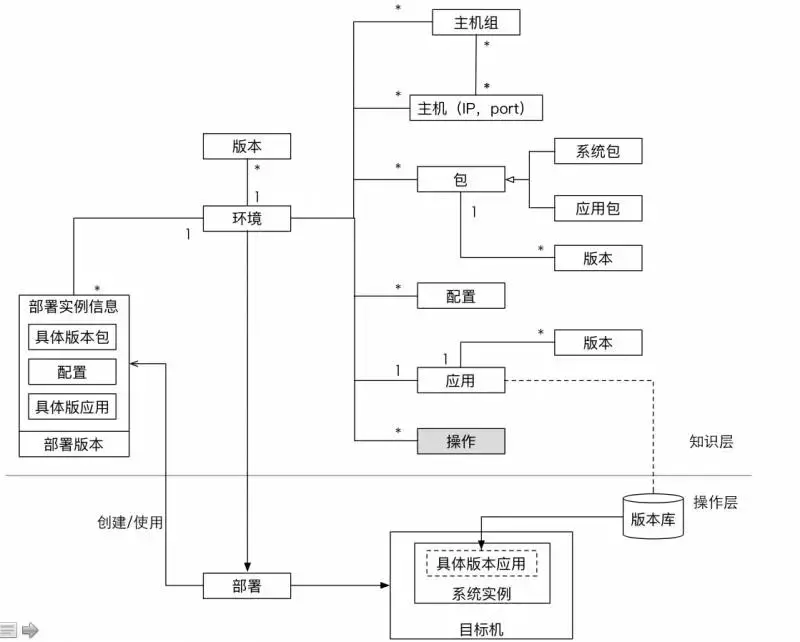 主机组
*
*
*
主机（IP，port）
*
版本
*
1
环境
1
*
包
系统包
应用包
1
*
版本
*
部署实例信息
具体版本包
配置
具体版应用
部署版本
*
配置
*
版本
1
1
应用
*
操作
知识层
操作层
创建/使用
版本库
部署
具体版本应用
系统实例
目标机